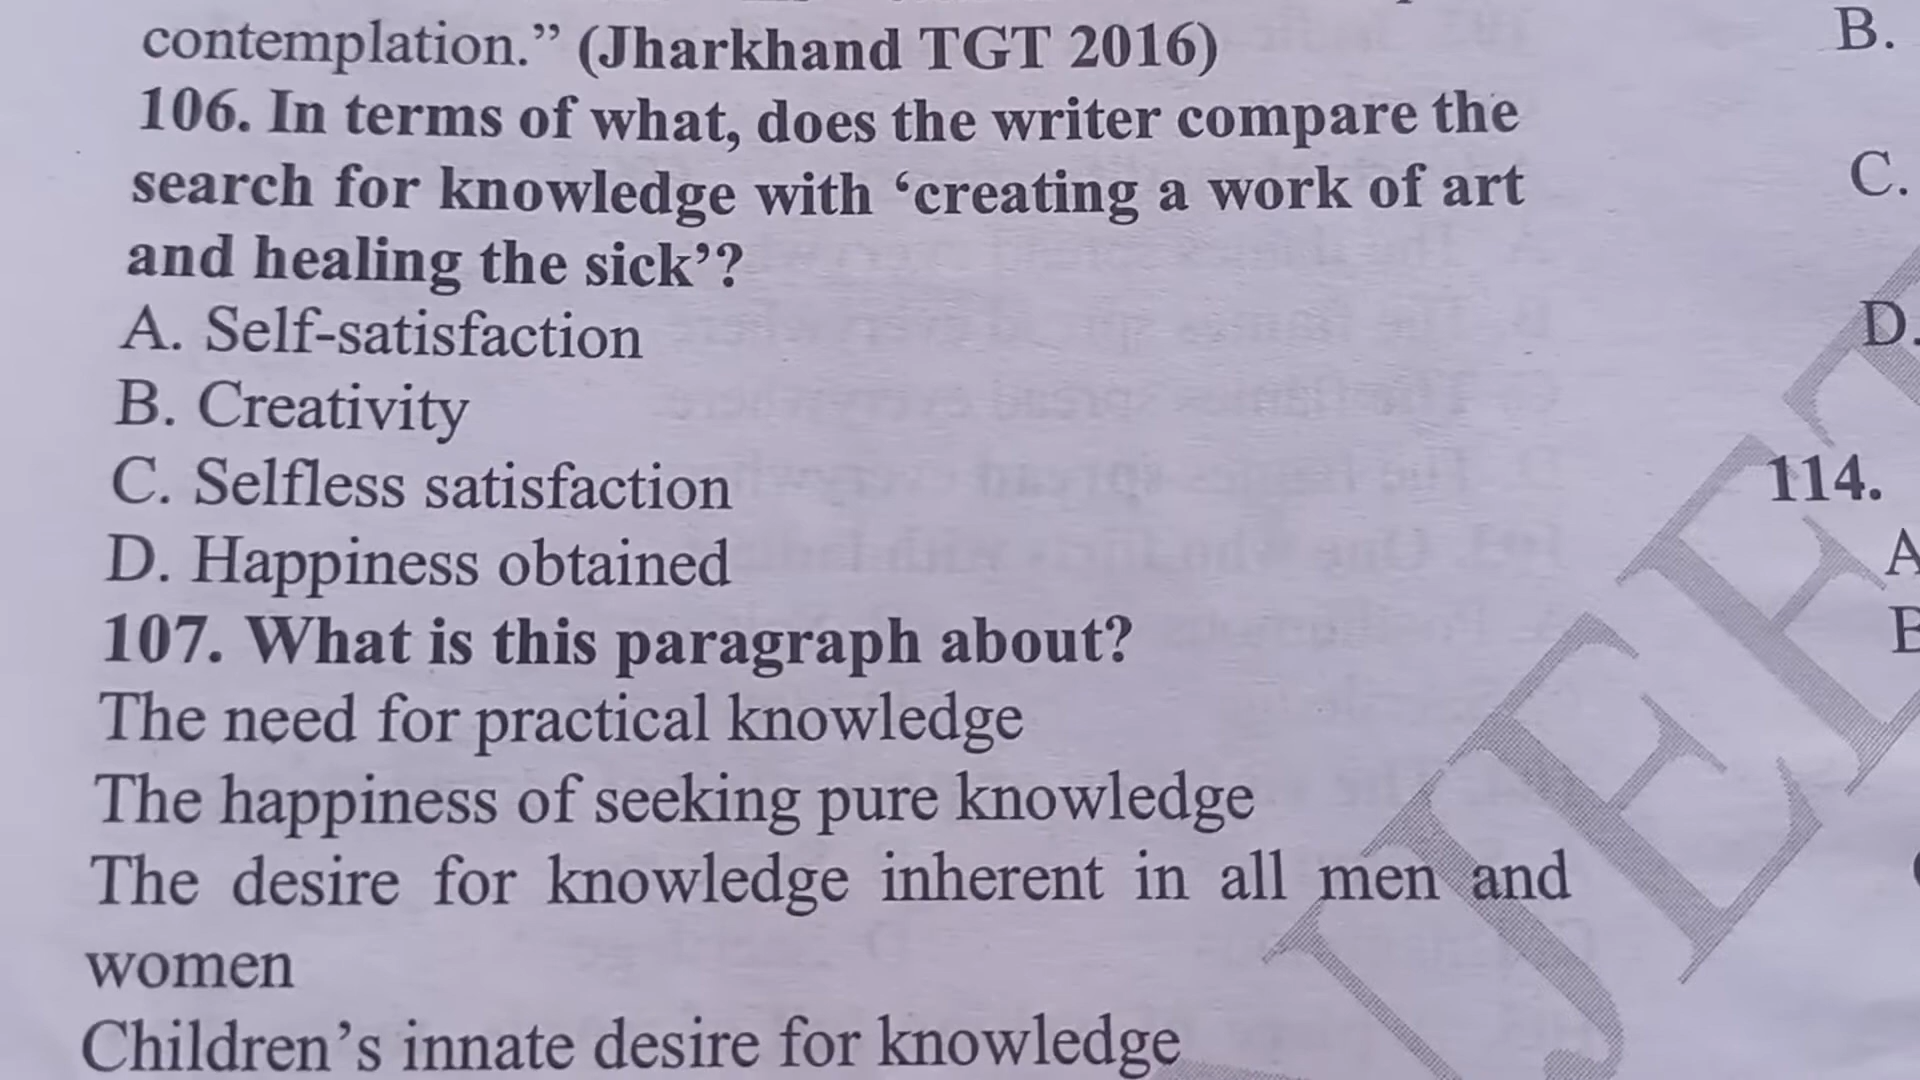 contemplation.” (Jharkhand TGT 2016)
106. In terms of what, does the writer compare the
search for knowledge with ‘creating a work of art
and healing the sick’?
A. Self-satisfaction
B. Creativity
C. Selfless satisfaction
D. Happiness obtained
107. What is this paragraph about?
The need for practical knowledge
The happiness of seeking pure knowledge
The desire for knowledge inherent in all men and
women
Children’s innate desire for knowledge
B.
C.
D.
114.
A
B